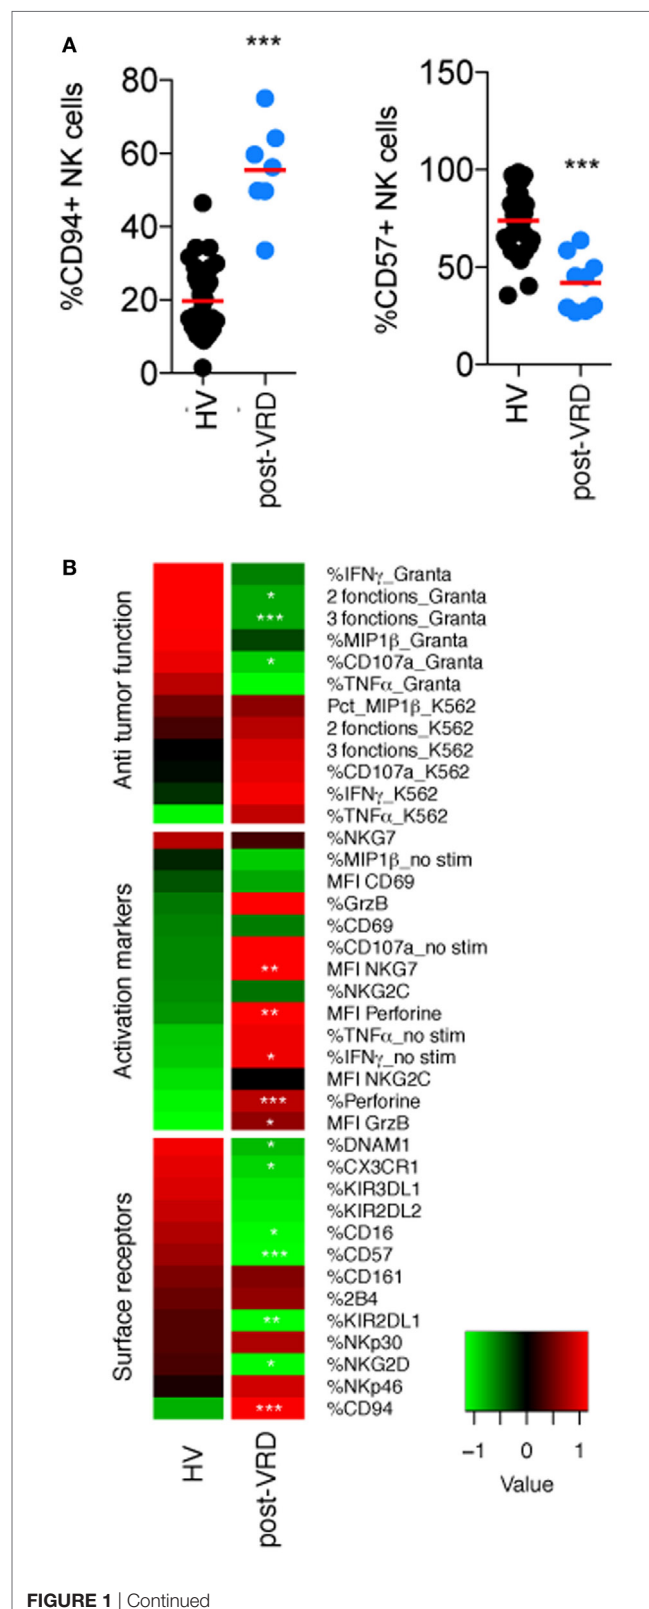 A
***
%CD94+ NK cells
80
60
40
20
0
HV
post-VRD
***
%CD57+ NK cells
150
100
50
0
HV
post-VRD
B
Anti tumor function
%IFNγ_Granta
* 2 fonctions_Granta
*** 3 fonctions_Granta
%MIP1β_Granta
* %CD107a_Granta
%TNFα_Granta
Pct_MIP1β_K562
2 fonctions_K562
3 fonctions_K562
%CD107a_K562
%IFNγ_K562
%TNFα_K562
Activation markers
%NKG7
%MIP1β_no stim
MFI CD69
%GrzB
%CD69
%CD107a_no stim
** MFI NKG7
%NKG2C
** MFI Perforine
%TNFα_no stim
* %IFNγ_no stim
MFI NKG2C
*** %Perforine
* MFI GrzB
Surface receptors
* %DNAM1
* %CX3CR1
%KIR3DL1
%KIR2DL2
* %CD16
*** %CD57
%CD161
%2B4
** %KIR2DL1
%NKp30
* %NKG2D
%NKp46
*** %CD94
HV
post-VRD
−1 0 1
Value
FIGURE 1 | Continued